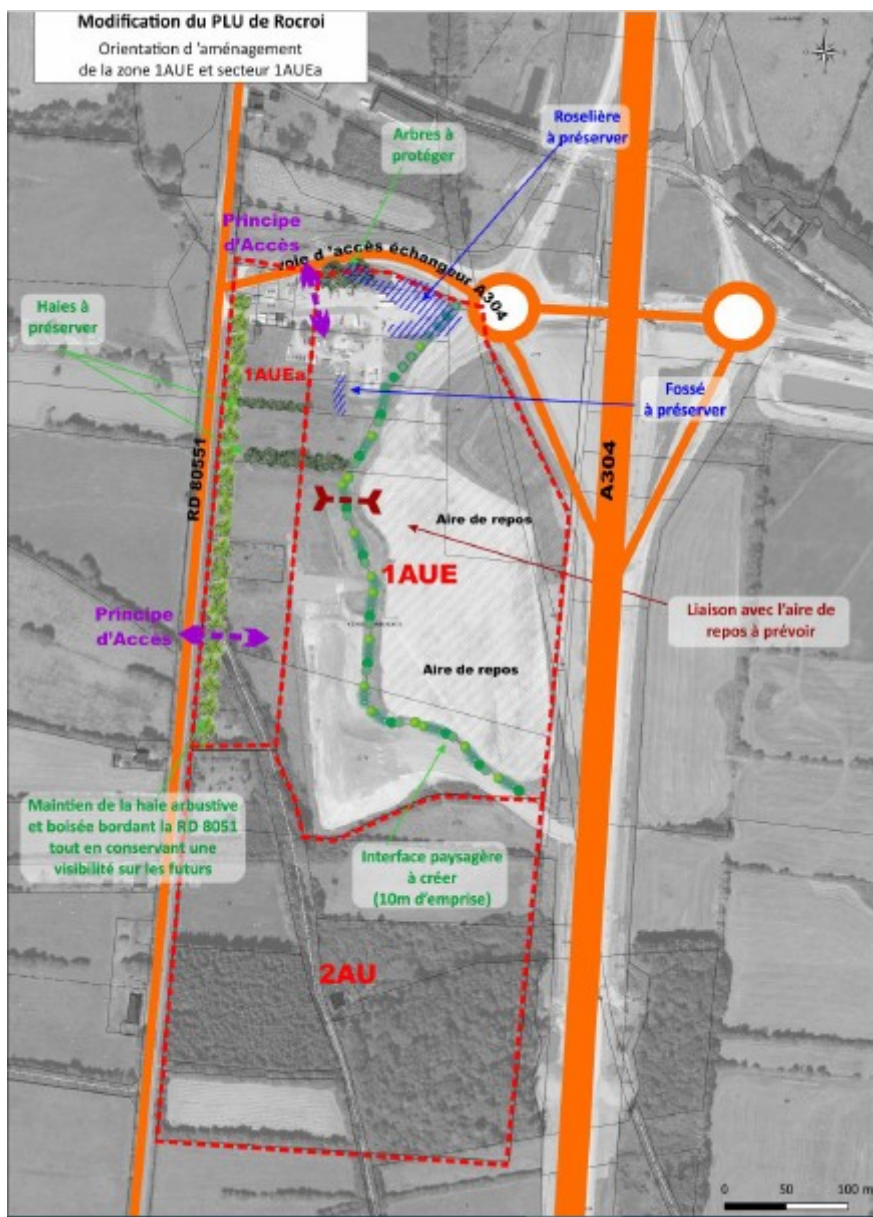 Modification du PLU de Rocroi
Orientation d 'aménagement
de la zone 1AUE et secteur 1AUEa
N
Roselière
à préserver
Arbres à
protéger
Principe
d'Accès
voie d 'accès échangeur A304
Haies à
préserver
1AUEa
Fossé
à préserver
RD 80551
A304
Aire de repos
1AUE
Liaison avec l'aire de
repos à prévoir
Principe
d'Accès
Aire de repos
Maintien de la haie arbustive
et boisée bordant la RD 8051
tout en conservant une
visibilité sur les futurs
Interface paysagère
à créer
(10m d'emprise)
2AU
0 50 100 m